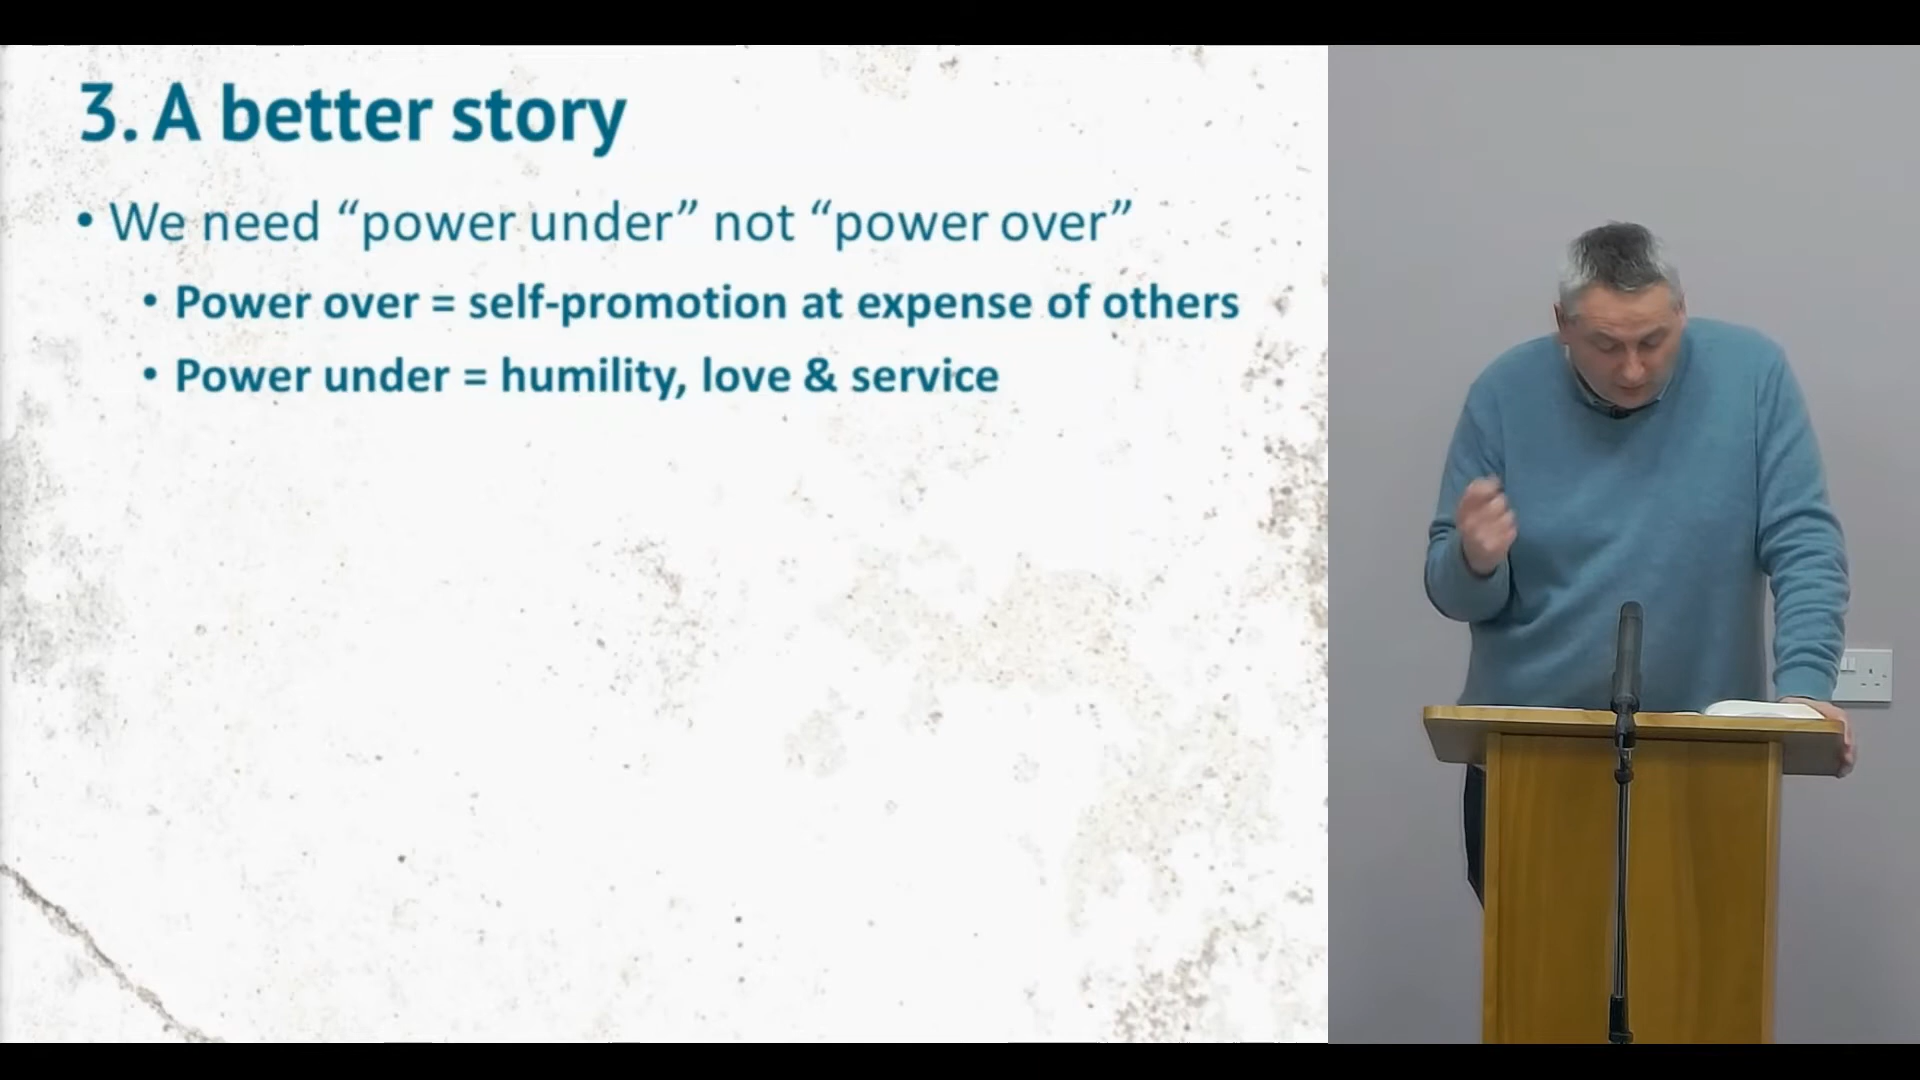 3. A better story
• We need “power under” not “power over”
• Power over = self-promotion at expense of others
• Power under = humility, love & service